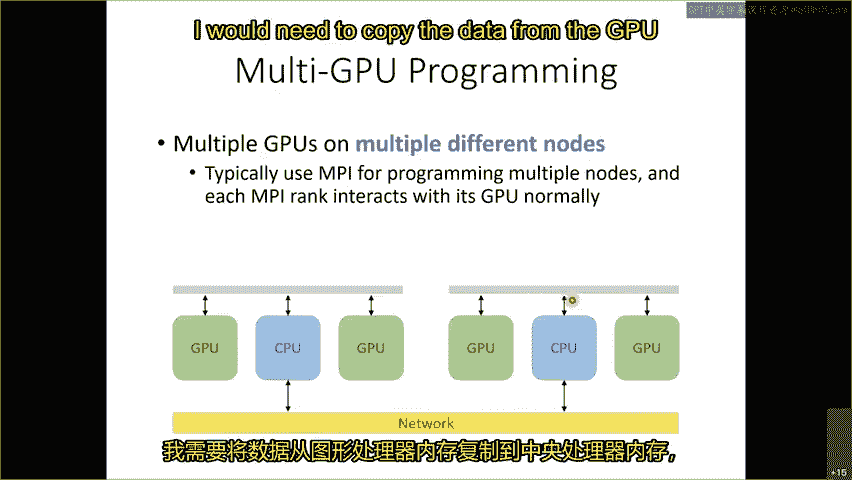 I would need to copy the data from the GPU
Multi-GPU Programming
• Multiple GPUs on multiple different nodes
• Typically use MPI for programming multiple nodes, and
each MPI rank interacts with its GPU normally
GPU
CPU
GPU
GPU
CPU
GPU
Network
我需要将数据从图形处理器内存复制到中央处理器内存，
+15